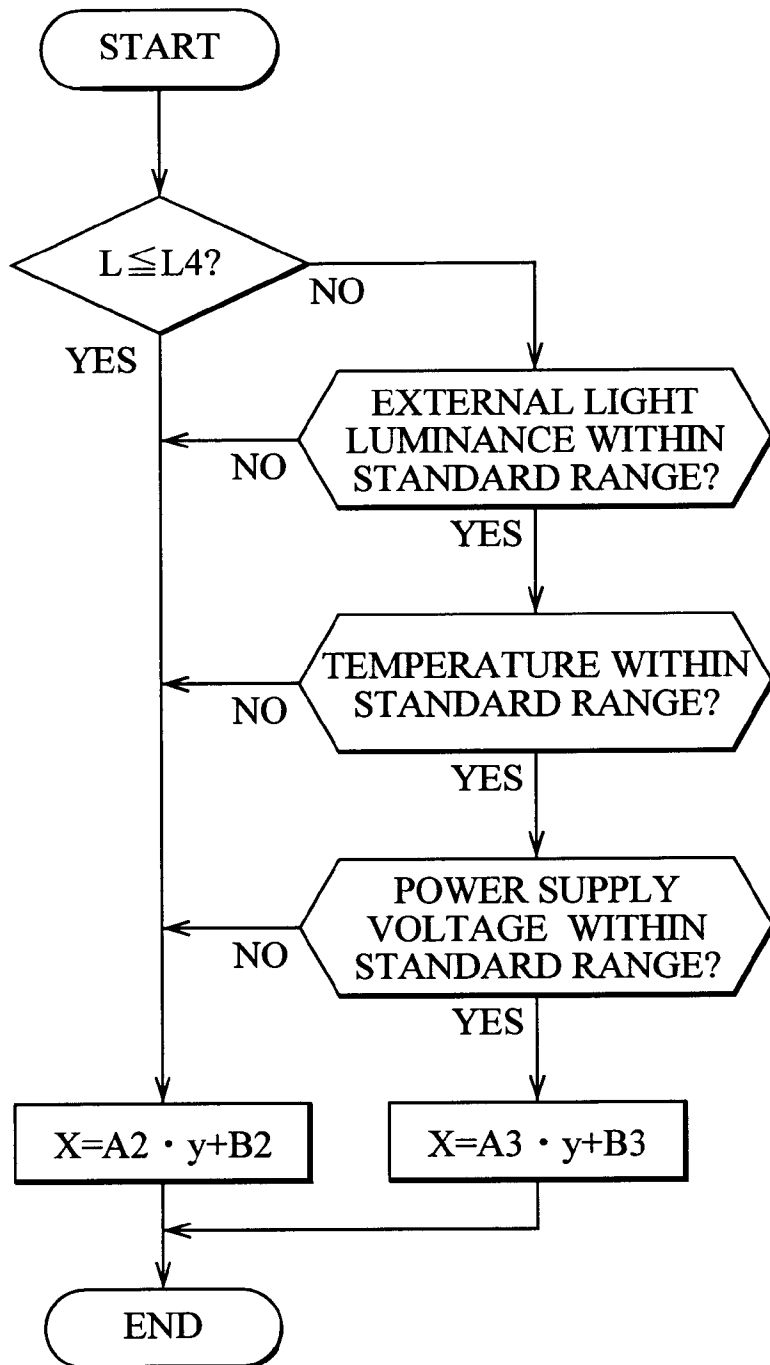 START
L≦L4?
NO
YES
EXTERNAL LIGHT
LUMINANCE WITHIN
STANDARD RANGE?
NO
YES
TEMPERATURE WITHIN
STANDARD RANGE?
NO
YES
POWER SUPPLY
VOLTAGE WITHIN
STANDARD RANGE?
NO
YES
X=A2・y+B2
X=A3・y+B3
END